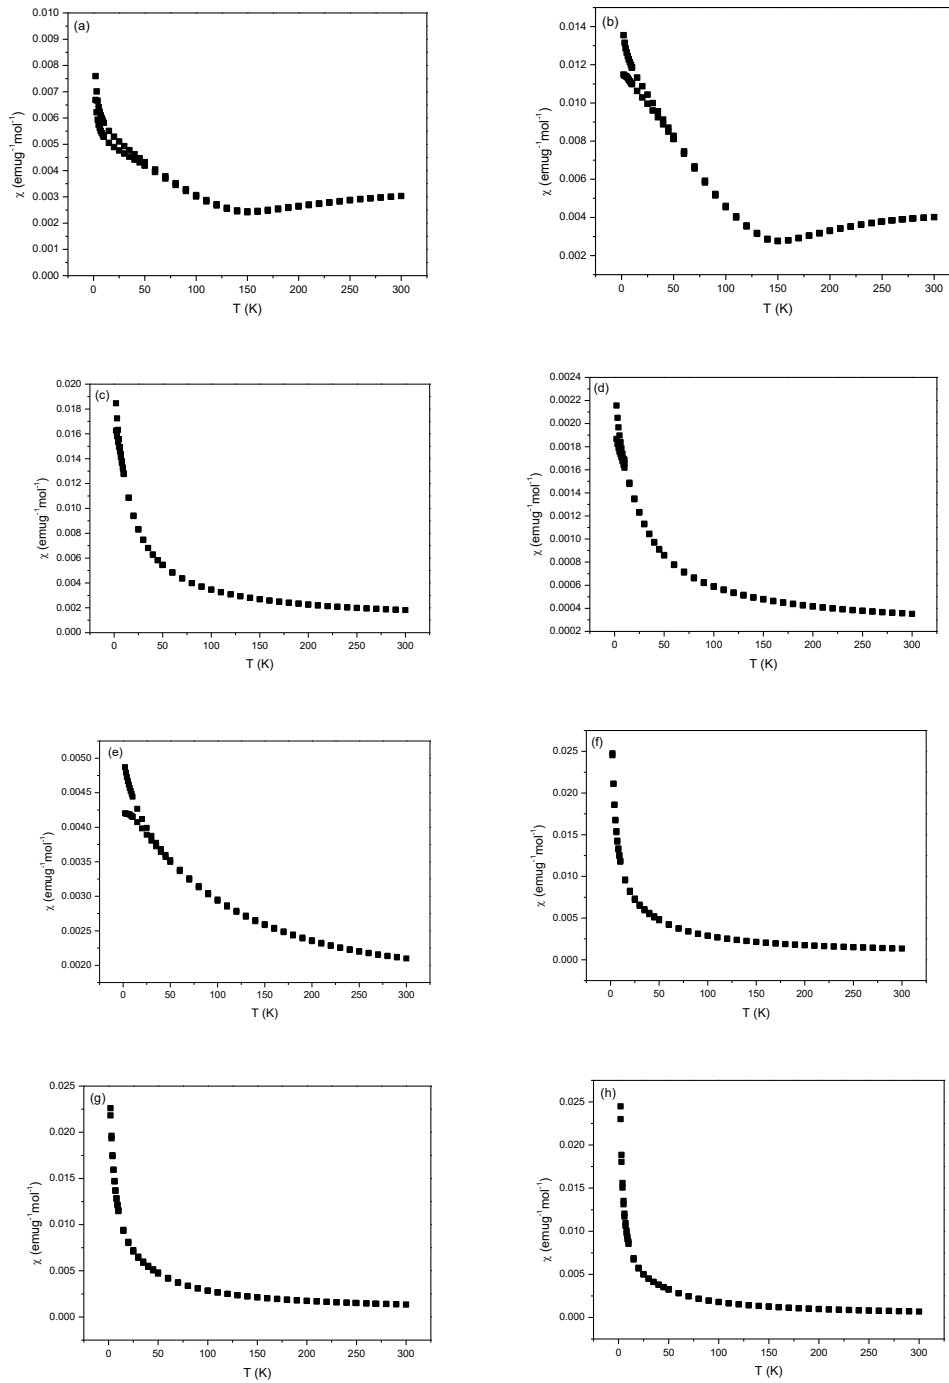 (a)
0.010
0.009
0.008
0.007
0.006
0.005
0.004
0.003
0.002
0.001
0.000
χ (emug⁻¹mol⁻¹)
0 50 100 150 200 250 300
T (K)
(b)
0.014
0.012
0.010
0.008
0.006
0.004
0.002
χ (emug⁻¹mol⁻¹)
0 50 100 150 200 250 300
T (K)
(c)
0.020
0.018
0.016
0.014
0.012
0.010
0.008
0.006
0.004
0.002
0.000
χ (emug⁻¹mol⁻¹)
0 50 100 150 200 250 300
T (K)
(d)
0.0024
0.0022
0.0020
0.0018
0.0016
0.0014
0.0012
0.0010
0.0008
0.0006
0.0004
0.0002
χ (emug⁻¹mol⁻¹)
0 50 100 150 200 250 300
T (K)
(e)
0.0050
0.0045
0.0040
0.0035
0.0030
0.0025
0.0020
χ (emug⁻¹mol⁻¹)
0 50 100 150 200 250 300
T (K)
(f)
0.025
0.020
0.015
0.010
0.005
0.000
χ (emug⁻¹mol⁻¹)
0 50 100 150 200 250 300
T (K)
(g)
0.025
0.020
0.015
0.010
0.005
0.000
χ (emug⁻¹mol⁻¹)
0 50 100 150 200 250 300
T (K)
(h)
0.025
0.020
0.015
0.010
0.005
0.000
χ (emug⁻¹mol⁻¹)
0 50 100 150 200 250 300
T (K)